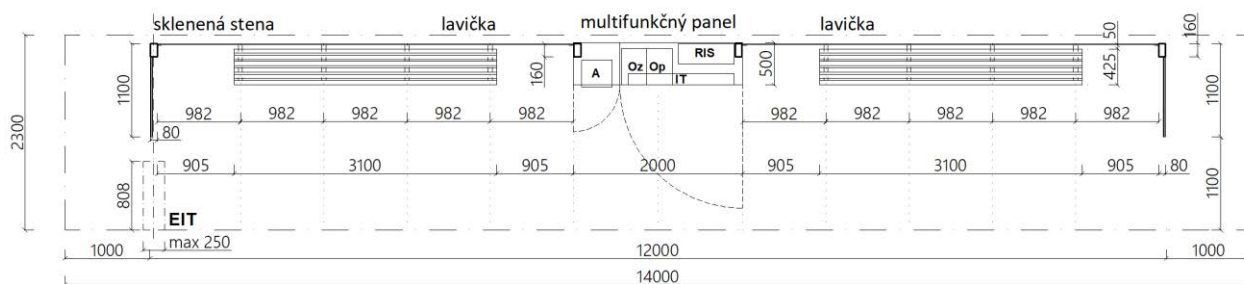 sklenená stena lavička multifunkčný panel lavička
50 160
RIS
A Oz Op IT
160 500 425
1100 1100
2300
982 982 982 982 982 982 982 982 982 982
80
905 3100 905 2000 905 3100 905 80
808 1100
EIT
max 250
1000 12000 1000
14000